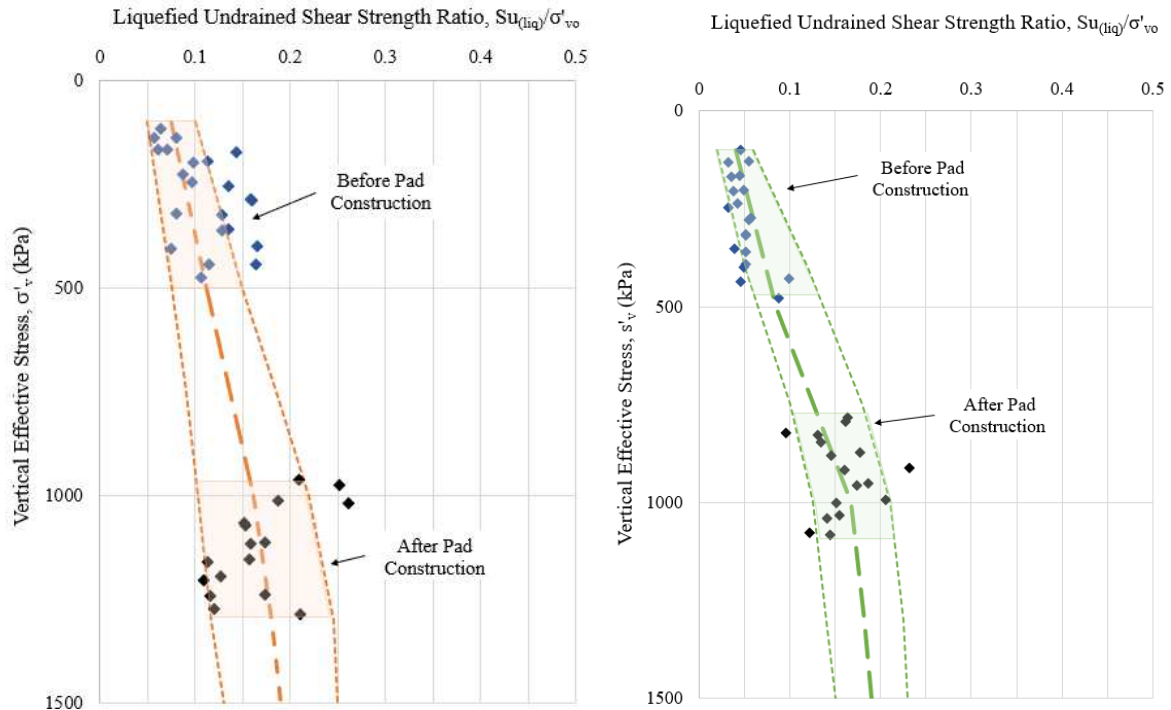 Liquefied Undrained Shear Strength Ratio, Su(liq)/σ'vo
0 0.1 0.2 0.3 0.4 0.5
0
500
1000
1500
Vertical Effective Stress, σ'v (kPa)
Before Pad
Construction
After Pad
Construction
Liquefied Undrained Shear Strength Ratio, Su(liq)/σ'vo
0 0.1 0.2 0.3 0.4 0.5
0
500
1000
1500
Vertical Effective Stress, s'v (kPa)
Before Pad
Construction
After Pad
Construction